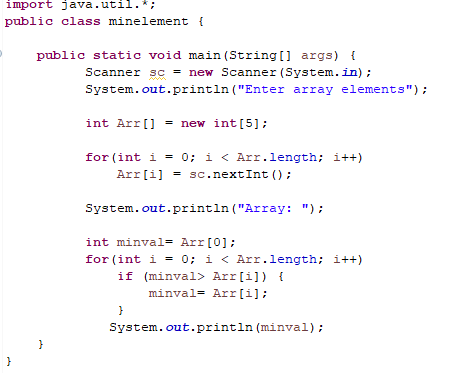 import java.util.*;
public class minelement {
public static void main(String[] args) {
Scanner sc = new Scanner(System.in);
System.out.println("Enter array elements");
int Arr[] = new int[5];
for(int i = 0; i < Arr.length; i++)
Arr[i] = sc.nextInt();
System.out.println("Array: ");
int minval= Arr[0];
for(int i = 0; i < Arr.length; i++)
if (minval> Arr[i]) {
minval= Arr[i];
}
System.out.println(minval);
}
}